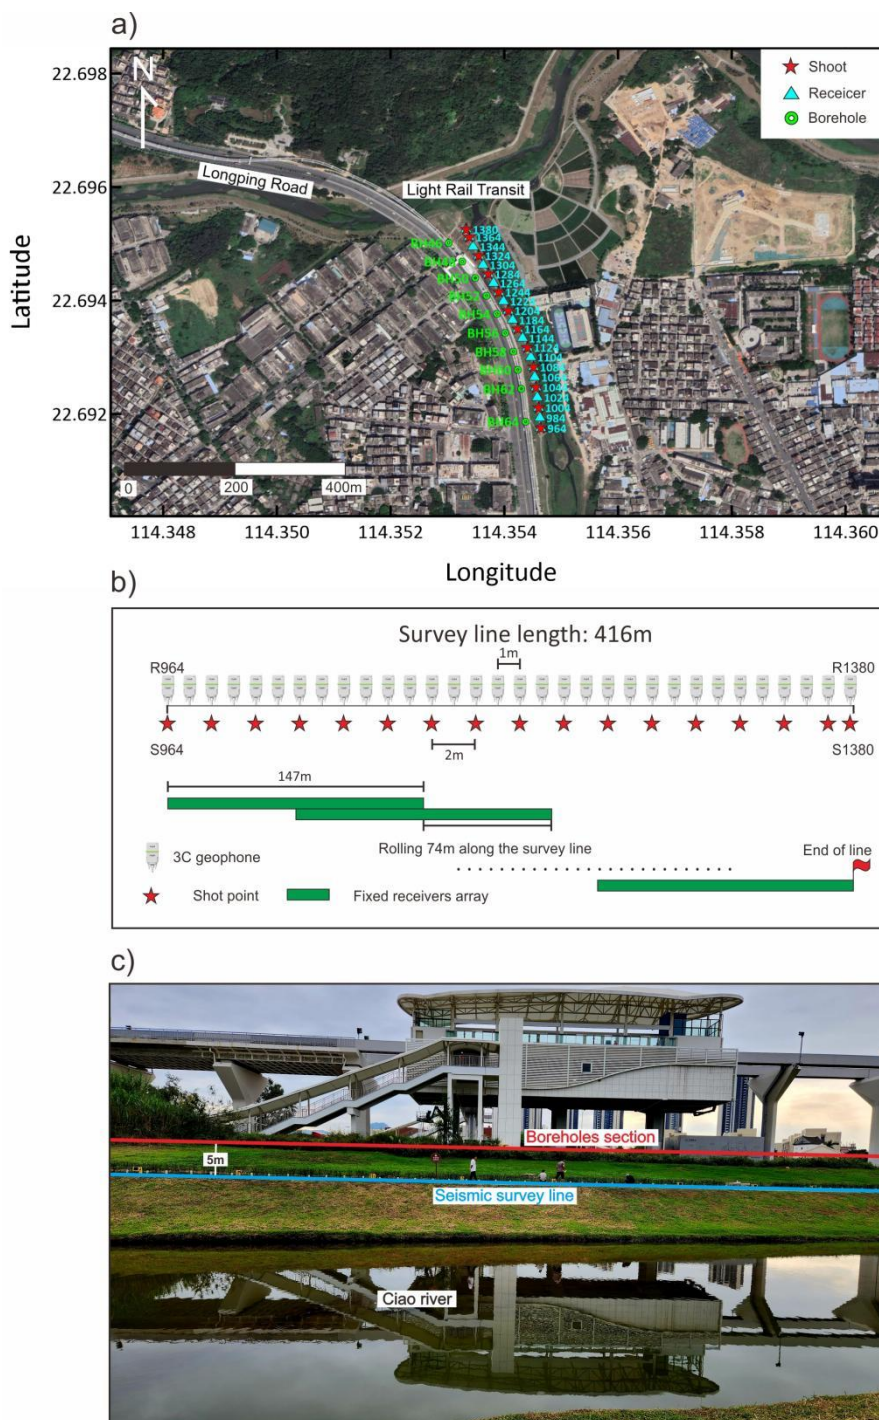 a)
22.698
22.696
22.694
22.692
Latitude
N
Shoot
Receicer
Borehole
Longping Road
Light Rail Transit
1380
1364
1344
1324
1304
1284
1264
1244
1204
1184
1164
1144
1124
1104
1024
1004
984
964
BH46
BH48
BH50
BH52
BH54
BH56
BH58
BH60
BH62
BH64
0
200
400m
114.348
114.350
114.352
114.354
114.356
114.358
114.360
Longitude
b)
Survey line length: 416m
1m
R964
R1380
S964
2m
S1380
147m
3C geophone
Rolling 74m along the survey line
End of line
Shot point
Fixed receivers array
c)
Boreholes section
5m
Seismic survey line
Ciao river